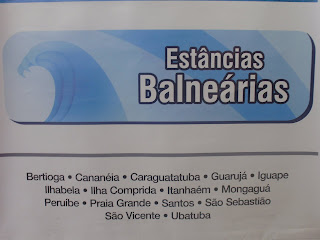 Estâncias
Balneárias
Bertioga • Cananéia • Caraguatatuba • Guarujá • Iguape
Ilhabela • Ilha Comprida • Itanhaém • Mongaguá
Peruibe • Praia Grande • Santos • São Sebastião
São Vicente • Ubatuba